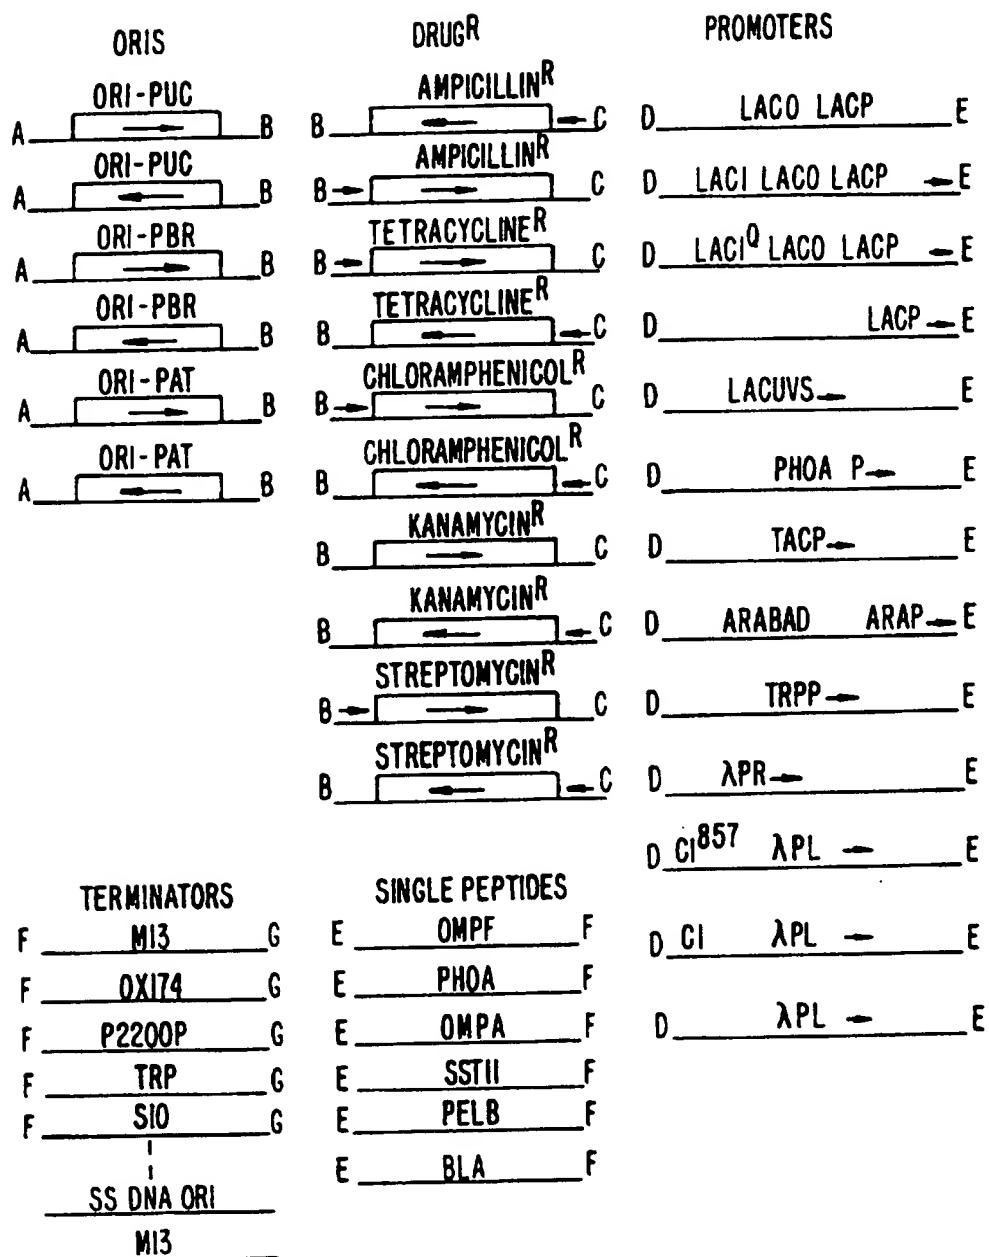 ORIS
ORI-PUC
A B
ORI-PUC
A B
ORI-PBR
A B
ORI-PBR
A B
ORI-PAT
A B
ORI-PAT
A B
DRUGR
AMPICILLINR
B C
AMPICILLINR
B C
TETRACYCLINER
B C
TETRACYCLINER
B C
CHLORAMPHENICOLR
B C
CHLORAMPHENICOLR
B C
KANAMYCINR
B C
KANAMYCINR
B C
STREPTOMYCINR
B C
STREPTOMYCINR
B C
PROMOTERS
D LACO LACP E
D LACI LACO LACP E
D LACIQ LACO LACP E
D LACP E
D LACUVS E
D PHOA P E
D TACP E
D ARABAD ARAP E
D TRPP E
D λPR E
D CI857 λPL E
D CI λPL E
D λPL E
TERMINATORS
F M13 G
F OX174 G
F P2200P G
F TRP G
F S10 G
SS DNA ORI
M13
SINGLE PEPTIDES
E OMPF F
E PHOA F
E OMPA F
E SSTII F
E PELB F
E BLA F